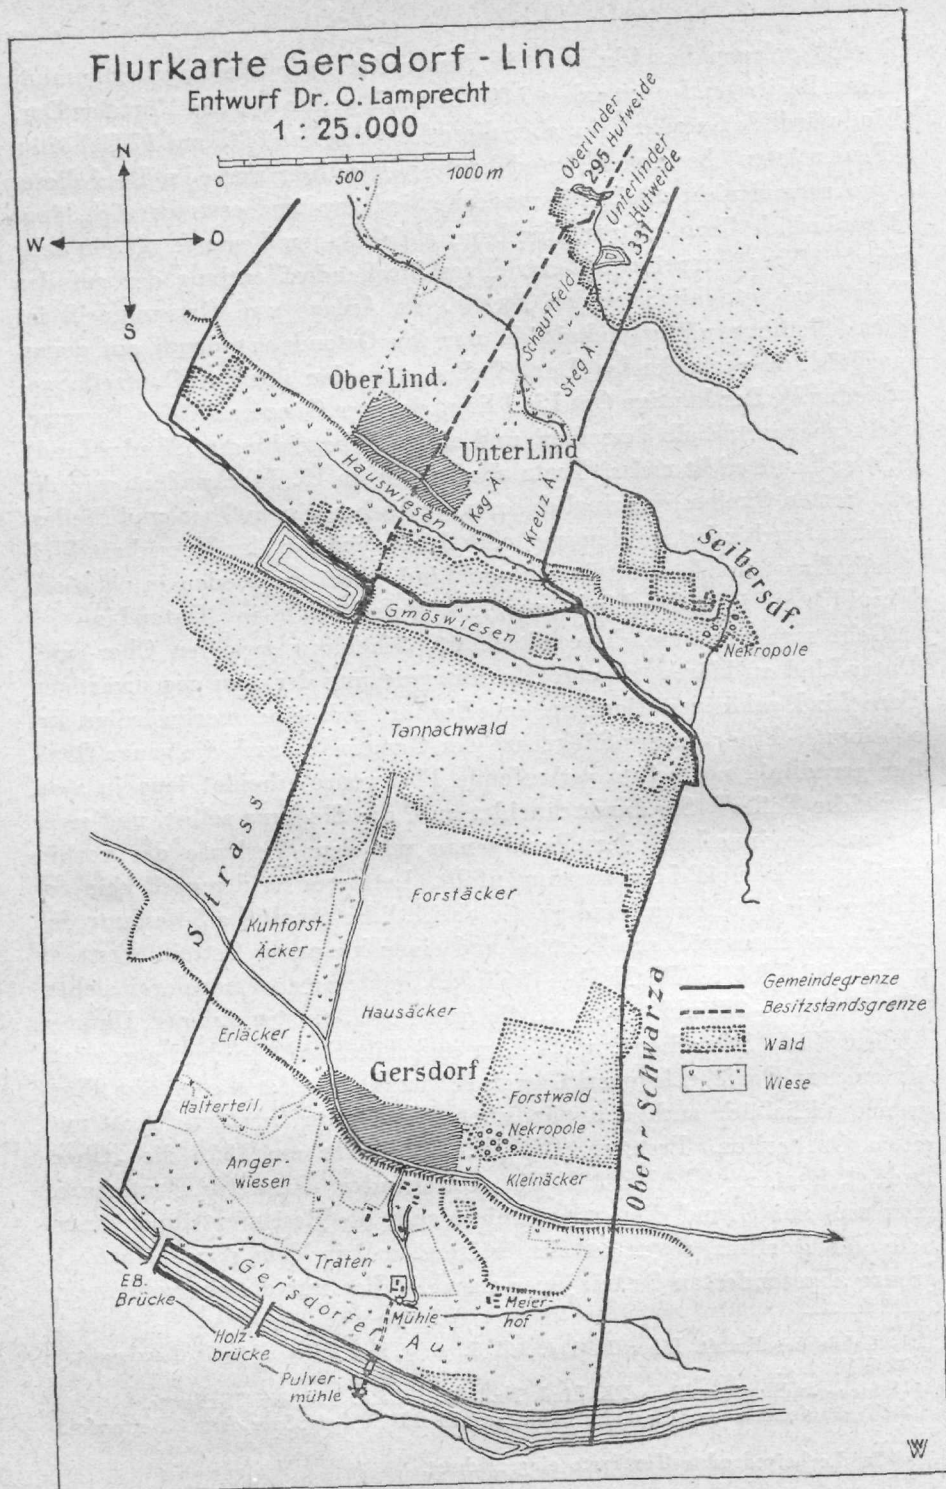 Flurkarte Gersdorf - Lind
Entwurf Dr. O. Lamprecht
1 : 25.000
0 500 1000 m
N
W O
S
Oberlinder
295 Hutweide
Unterlinder
331 Hutweide
Schauflfeld
Steg Ä.
Ober Lind.
Unter Lind
Hauswiesen
Kag-Ä.
Kreuz Ä.
Seibersdf.
Nekropole
Gmöswiesen
Tannachwald
Strass
Forstäcker
Kuhforst-
Äcker
Hausäcker
Erläcker
Gersdorf
Ober-Schwarza
Gemeindegrenze
Besitzstandsgrenze
Wald
Wiese
Forstwald
Nekropole
Halterteil
Anger-
wiesen
Kleinäcker
Traten
EB.
Brücke
Gersdorfer
Au
Mühle
Meier-
hof
Holz-
brücke
Pulver-
mühle
W